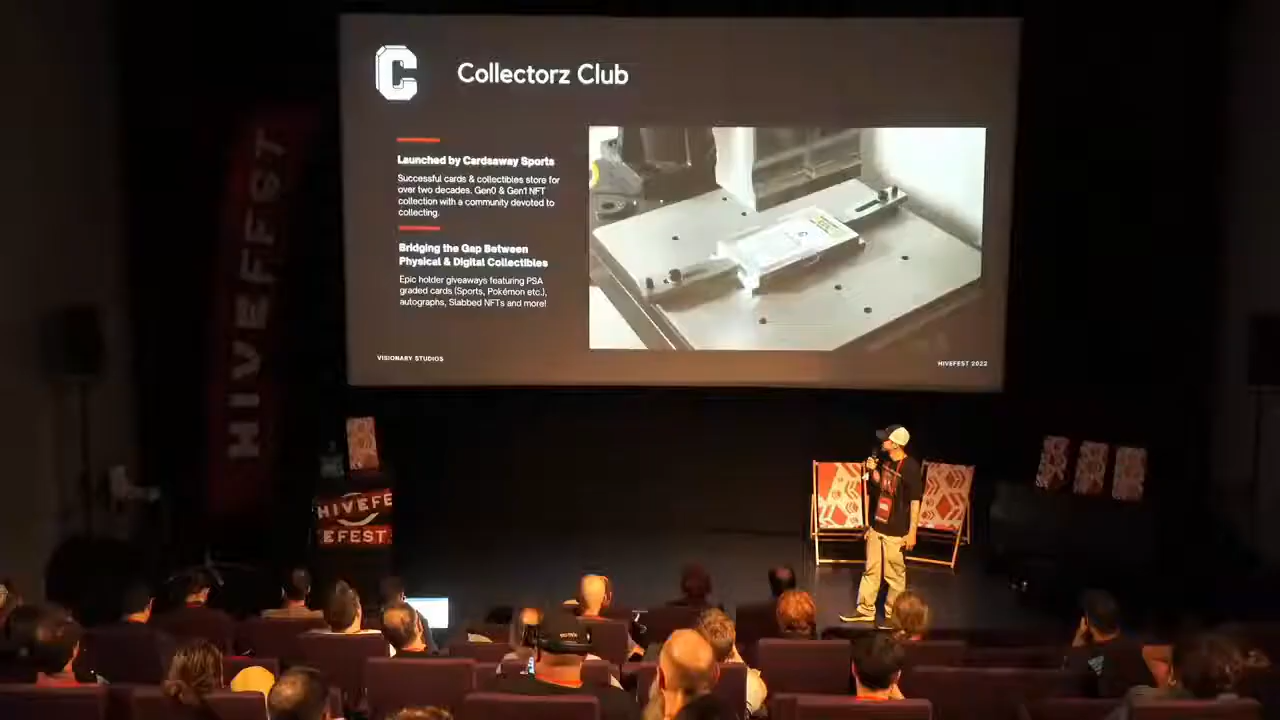 C
Collectorz Club
Launched by Cardsaway Sports
Successful cards & collectibles store for
over two decades. Gen0 & Gen1 NFT
collection with a community devoted to
collecting.
Bridging the Gap Between
Physical & Digital Collectibles
Epic holder giveaways featuring PSA
graded cards (Sports, Pokémon etc.),
autographs, Slabbed NFTs and more!
VISIONARY STUDIOS
HIVEFEST 2022
HIVEFEST
HIVEFE
EFEST